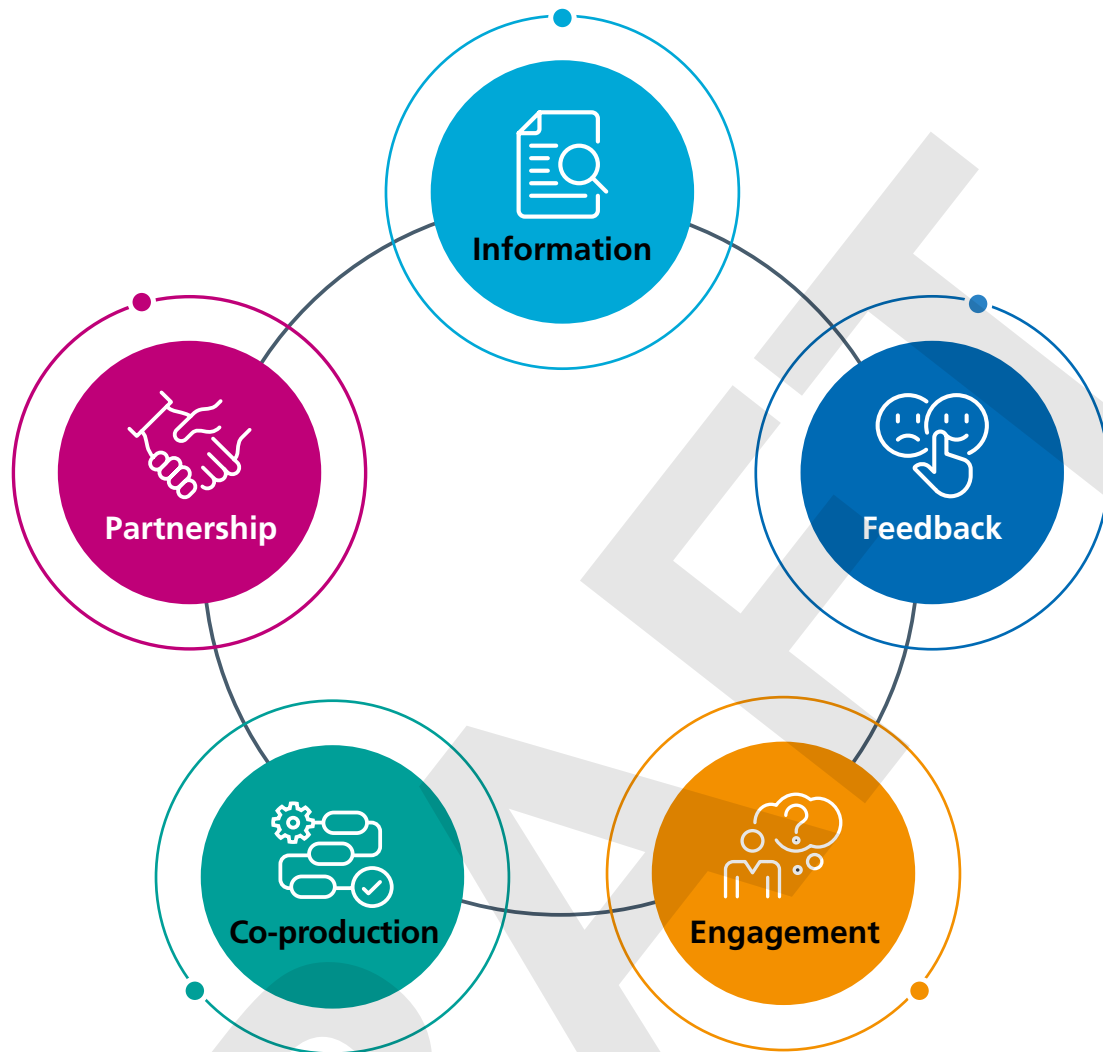 Information
Partnership
Feedback
Co-production
Engagement